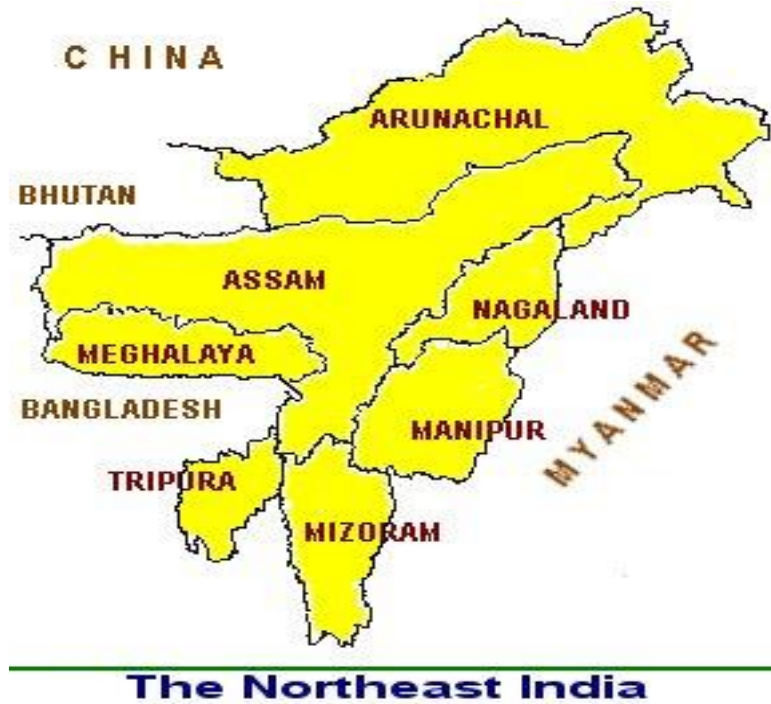 CHINA
ARUNACHAL
BHUTAN
ASSAM
NAGALAND
MEGHALAYA
BANGLADESH
MANIPUR
MYANMAR
TRIPURA
MIZORAM
The Northeast India